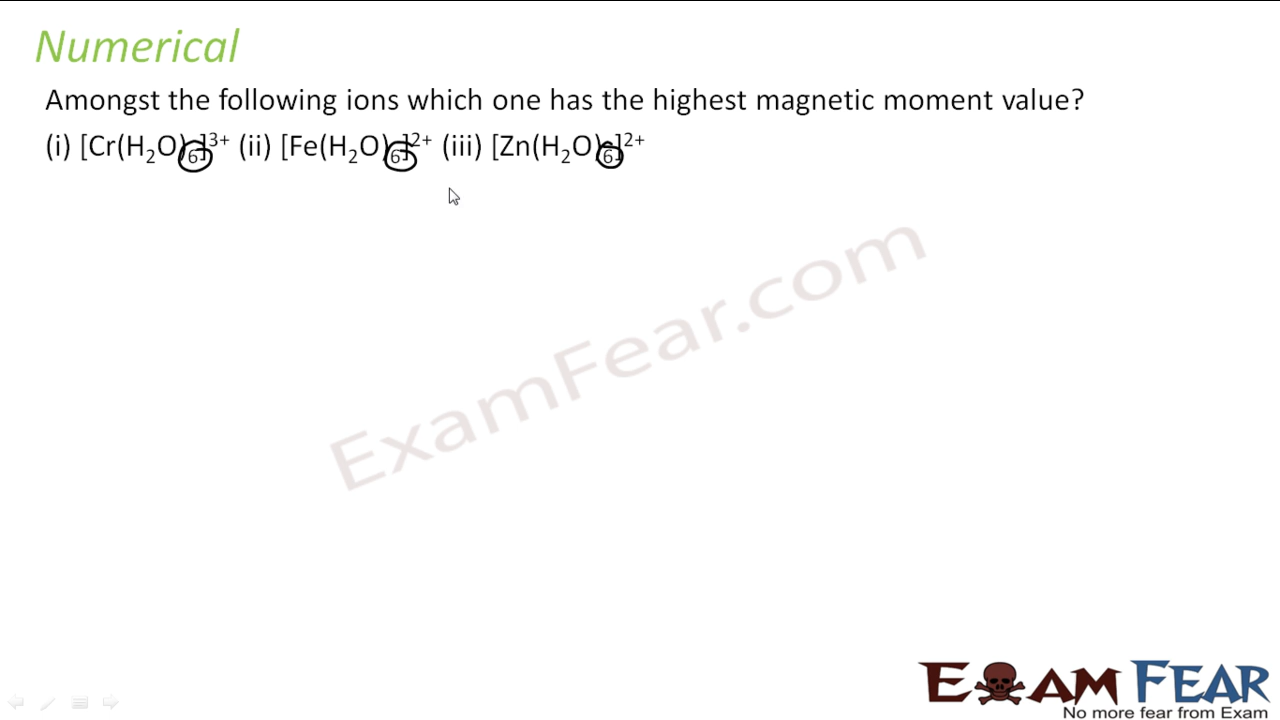 Numerical
Amongst the following ions which one has the highest magnetic moment value?
(i) [Cr(H₂O)₆]³⁺ (ii) [Fe(H₂O)₆]²⁺ (iii) [Zn(H₂O)₆]²⁺
ExamFear.com
EXAM FEAR
No more fear from Exam